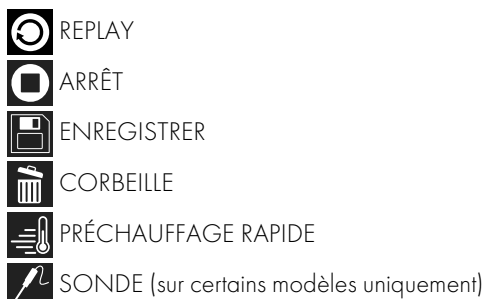 REPLAY
ARRÊT
ENREGISTRER
CORBEILLE
PRÉCHAUFFAGE RAPIDE
SONDE (sur certains modèles uniquement)